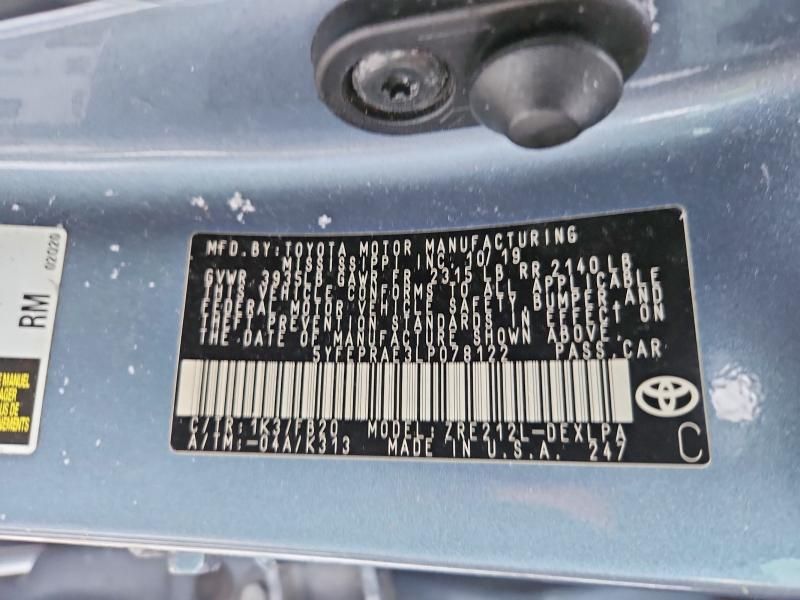 MFD.BY:TOYOTA MOTOR MANUFACTURING
MISSISSIPPI, INC. 10/19
GVWR 3935LB GAWR FR 2315 LB RR 2140 LB
THIS VEHICLE CONFORMS TO ALL APPLICABLE
FEDERAL MOTOR VEHICLE SAFETY, BUMPER, AND
THEFT PREVENTION STANDARDS IN EFFECT ON
THE DATE OF MANUFACTURE SHOWN ABOVE.
5YFEPRAE3LP078122 PASS.CAR
C/TR: 1K3/FB20 MODEL: ZRE212L-DEXLPA
A/TM:-04A/K313 MADE IN U.S.A. 247
C
02020
RM
MANUEL